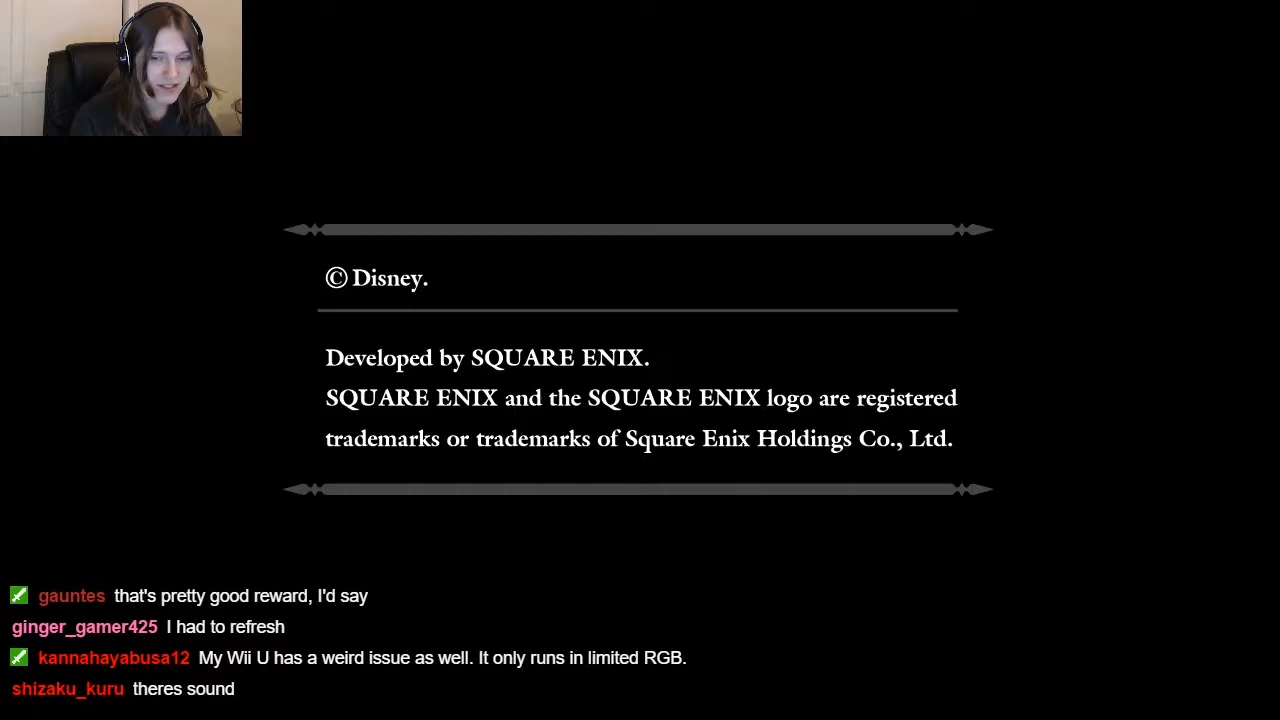 © Disney.
Developed by SQUARE ENIX.
SQUARE ENIX and the SQUARE ENIX logo are registered
trademarks or trademarks of Square Enix Holdings Co., Ltd.
gauntes that's pretty good reward, I'd say
ginger_gamer425 I had to refresh
kannahayabusa12 My Wii U has a weird issue as well. It only runs in limited RGB.
shizaku_kuru theres sound